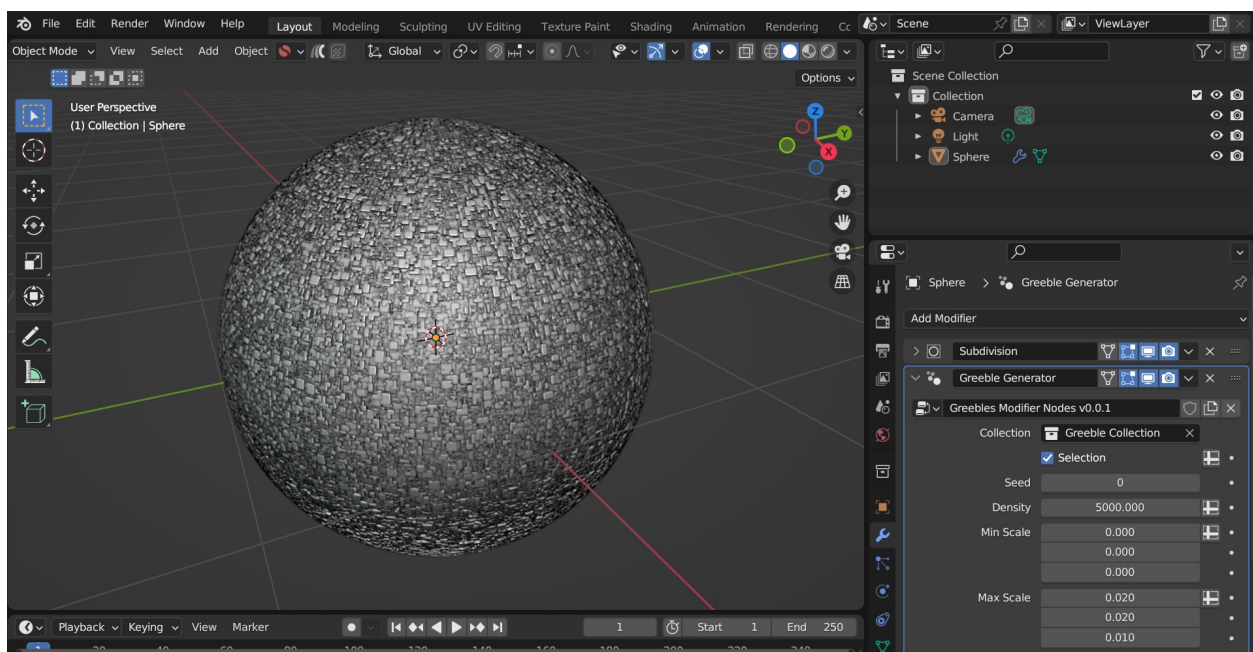 File Edit Render Window Help Layout Modeling Sculpting UV Editing Texture Paint Shading Animation Rendering Cc Scene ViewLayer
Object Mode View Select Add Object Global
Options
User Perspective
(1) Collection | Sphere
Z
Y
X
Scene Collection
Collection
Camera
Light
Sphere
Sphere > Greeble Generator
Add Modifier
Subdivision
Greeble Generator
Greebles Modifier Nodes v0.0.1
Collection Greeble Collection
Selection
Seed 0
Density 5000.000
Min Scale 0.000
0.000
0.000
Max Scale 0.020
0.020
0.010
Playback Keying View Marker 1 Start 1 End 250
1